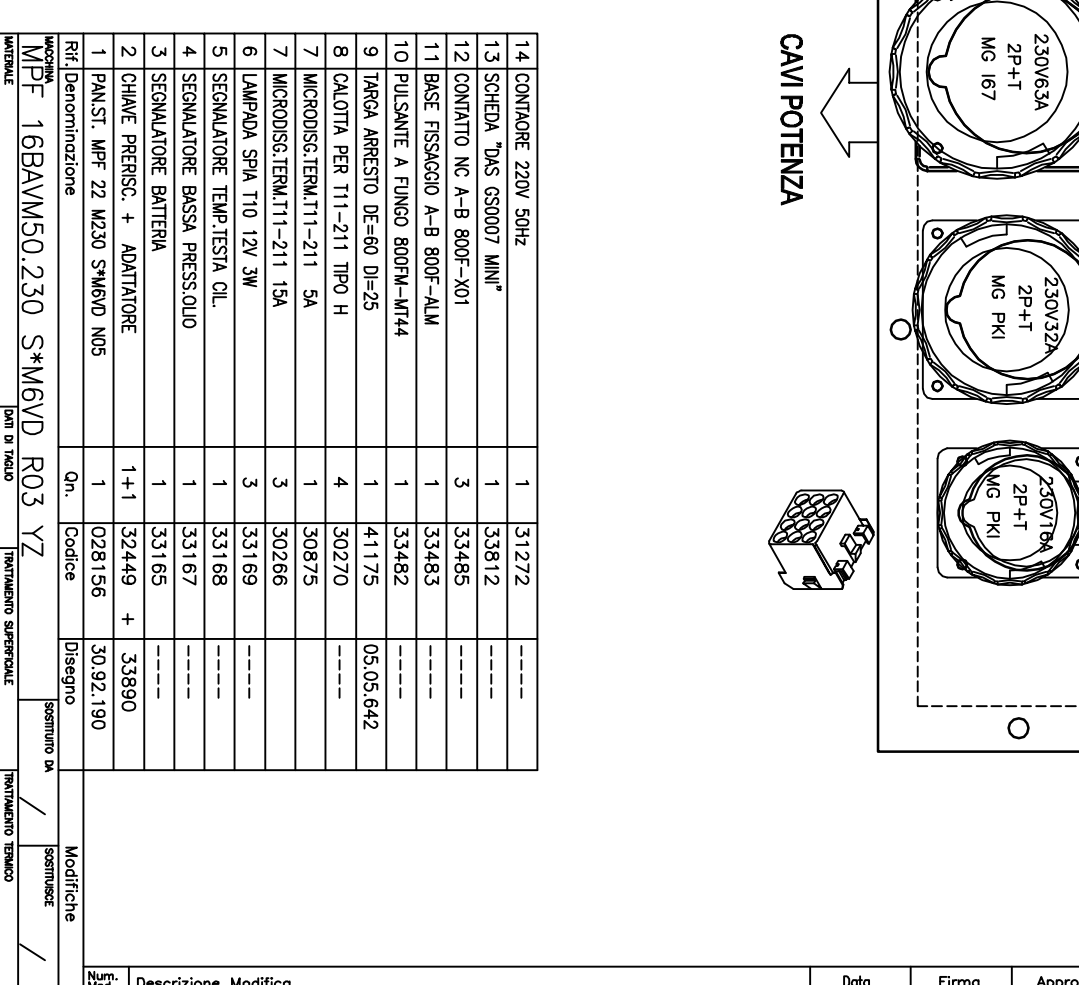 230V63A
2P+T
MG I67
230V32A
2P+T
MG PKI
230V16A
2P+T
MG PKI
CAVI POTENZA
14 CONTAORE 220V 50Hz 1 31272 ----
13 SCHEDA "DAS GS0007 MINI" 1 33812 ----
12 CONTATTO NC A-B 800F-X01 3 33485 ----
11 BASE FISSAGGIO A-B 800F-ALM 1 33483 ----
10 PULSANTE A FUNGO 800FM-MT44 1 33482 ----
9 TARGA ARRESTO DE=60 DI=25 1 41175 05.05.642
8 CALOTTA PER T11-211 TIPO H 4 30270 ----
7 MICRODISG.TERM.T11-211 5A 1 30875
7 MICRODISG.TERM.T11-211 15A 3 30266
6 LAMPADA SPIA T10 12V 3W 3 33169 ----
5 SEGNALATORE TEMP.TESTA CIL. 1 33168 ----
4 SEGNALATORE BASSA PRESS.OLIO 1 33167 ----
3 SEGNALATORE BATTERIA 1 33165 ----
2 CHIAVE PRERISC. + ADATTATORE 1+1 32449 + 33890
1 PAN.ST. MPF 22 M230 S*M6VD N05 1 028156 30.92.190
Rif. Denominazione Qn. Codice Disegno Modifiche
MACCHINA
MPF 16BAVM50.230 S*M6VD R03 YZ
SOSTITUITO DA / SOSTITUISCE /
MATERIALE DATI DI TAGLIO TRATTAMENTO SUPERFICIALE TRATTAMENTO TERMICO
Num. Descrizione Modifica Data Firma Appro
Mod.